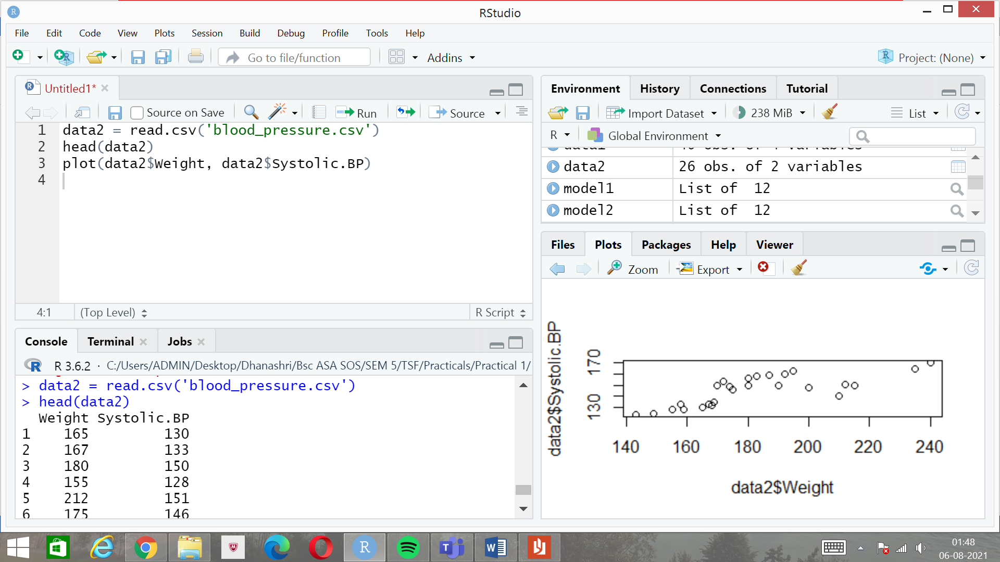 RStudio
File Edit Code View Plots Session Build Debug Profile Tools Help
Go to file/function Addins Project: (None)
Untitled1*
Source on Save Run Source
1 data2 = read.csv('blood_pressure.csv')
2 head(data2)
3 plot(data2$Weight, data2$Systolic.BP)
4
4:1 (Top Level) R Script
Console Terminal Jobs
R 3.6.2 · C:/Users/ADMIN/Desktop/Dhanashri/Bsc ASA SOS/SEM 5/TSF/Practicals/Practical 1/
> data2 = read.csv('blood_pressure.csv')
> head(data2)
Weight Systolic.BP
1 165 130
2 167 133
3 180 150
4 155 128
5 212 151
6 175 146
Environment History Connections Tutorial
Import Dataset 238 MiB List
R Global Environment
data2 26 obs. of 2 variables
model1 List of 12
model2 List of 12
Files Plots Packages Help Viewer
Zoom Export
data2$Systolic.BP
170
130
140 160 180 200 220 240
data2$Weight
01:48
06-08-2021